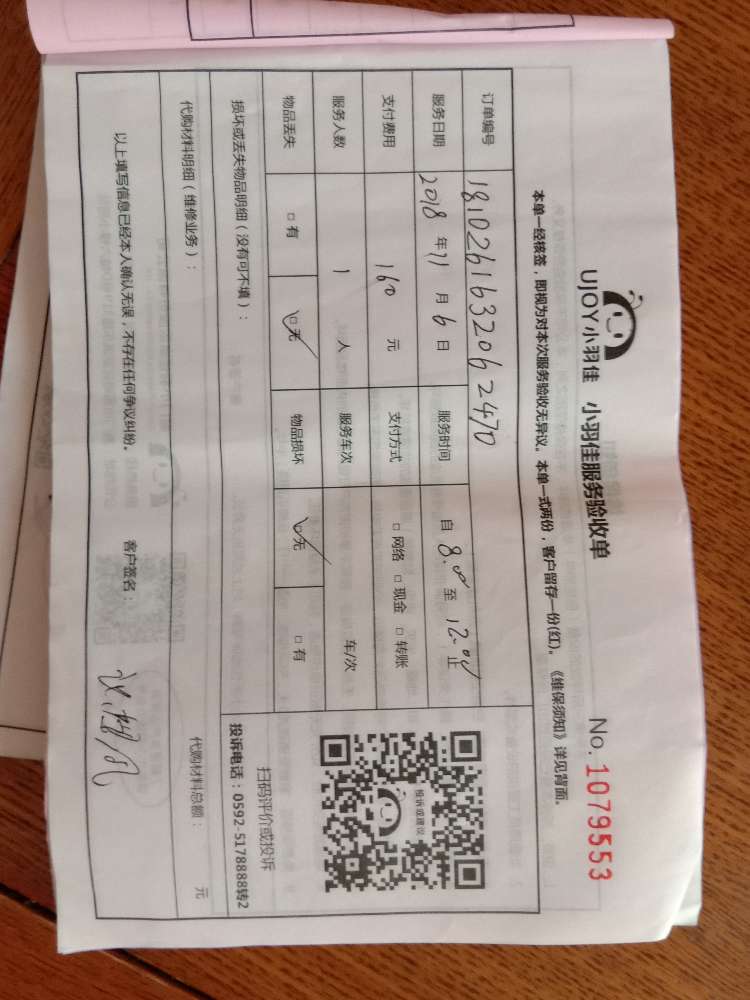 UJOY小羽佳 小羽佳服务验收单
No. 1079553
本单一经核签，即视为对本次服务验收无异议。本单一式两份，客户留存一份(红)。《维保须知》详见背面。
订单编号 1810261632062470
服务日期 2018 年 11 月 6 日 服务时间 自 8:00 至 12:00 止
支付费用 160 元 支付方式 □ 网络 □ 现金 □ 转账
服务人数 1 人 服务车次 车/次
物品丢失 □ 有 □ 无 物品损坏 □ 无 □ 有
投诉或建议
扫码评价或投诉
投诉电话：0592-5178888转2
损坏或丢失物品明细（没有可不填）：
代购材料明细（维修业务）： 代购材料总额： 元
以上填写信息已经本人确认无误，不存在任何争议纠纷。 客户签名：